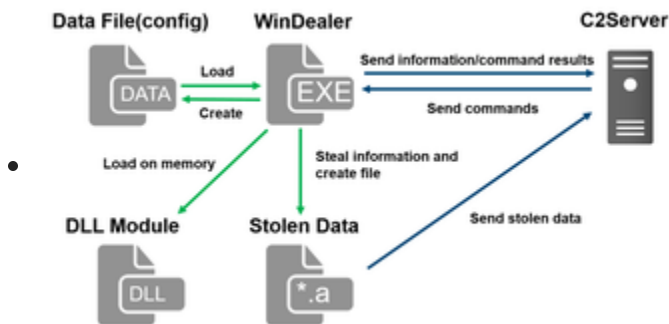 Data File(config)
WinDealer
C2Server
Load
Send information/command results
DATA
EXE
Create
Send commands
Load on memory
Steal information and
create file
DLL Module
Stolen Data
Send stolen data
DLL
*.a